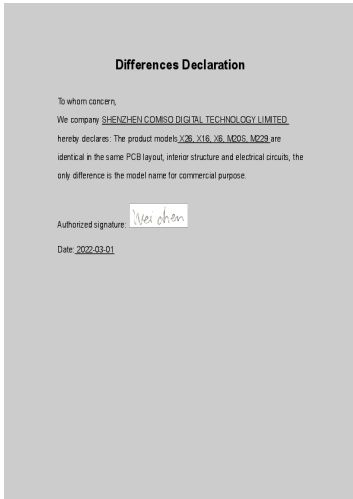 Differences Declaration
To whom concern,
We company SHENZHEN COMISO DIGITAL TECHNOLOGY LIMITED
hereby declares: The product models X26, X16, X6, M20S, M229 are
identical in the same PCB layout, interior structure and electrical circuits, the
only difference is the model name for commercial purpose.
Authorized signature: Wei chen
Date: 2022-03-01